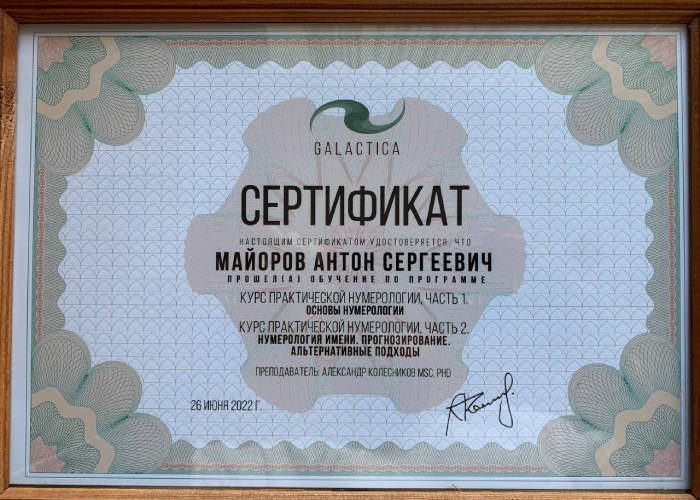 GALACTICA
СЕРТИФИКАТ
НАСТОЯЩИМ СЕРТИФИКАТОМ УДОСТОВЕРЯЕТСЯ, ЧТО
МАЙОРОВ АНТОН СЕРГЕЕВИЧ
ПРОШЕЛ(А) ОБУЧЕНИЕ ПО ПРОГРАММЕ
КУРС ПРАКТИЧЕСКОЙ НУМЕРОЛОГИИ, ЧАСТЬ 1.
ОСНОВЫ НУМЕРОЛОГИИ
КУРС ПРАКТИЧЕСКОЙ НУМЕРОЛОГИИ, ЧАСТЬ 2.
НУМЕРОЛОГИЯ ИМЕНИ. ПРОГНОЗИРОВАНИЕ.
АЛЬТЕРНАТИВНЫЕ ПОДХОДЫ
ПРЕПОДАВАТЕЛЬ: АЛЕКСАНДР КОЛЕСНИКОВ MSC, PHD
26 ИЮНЯ 2022 Г.